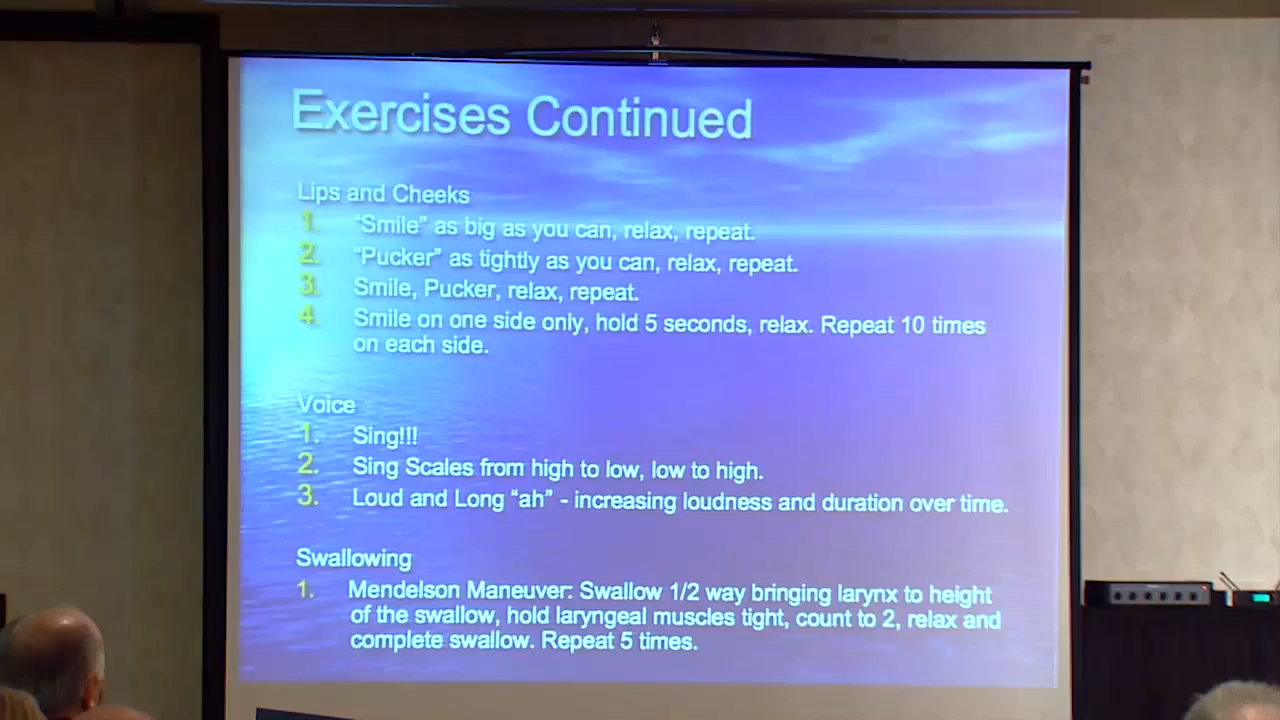 Exercises Continued
Lips and Cheeks
1. “Smile” as big as you can, relax, repeat.
2. “Pucker” as tightly as you can, relax, repeat.
3. Smile, Pucker, relax, repeat.
4. Smile on one side only, hold 5 seconds, relax. Repeat 10 times
on each side.
Voice
1. Sing!!!
2. Sing Scales from high to low, low to high.
3. Loud and Long “ah” - increasing loudness and duration over time.
Swallowing
1. Mendelson Maneuver: Swallow 1/2 way bringing larynx to height
of the swallow, hold laryngeal muscles tight, count to 2, relax and
complete swallow. Repeat 5 times.